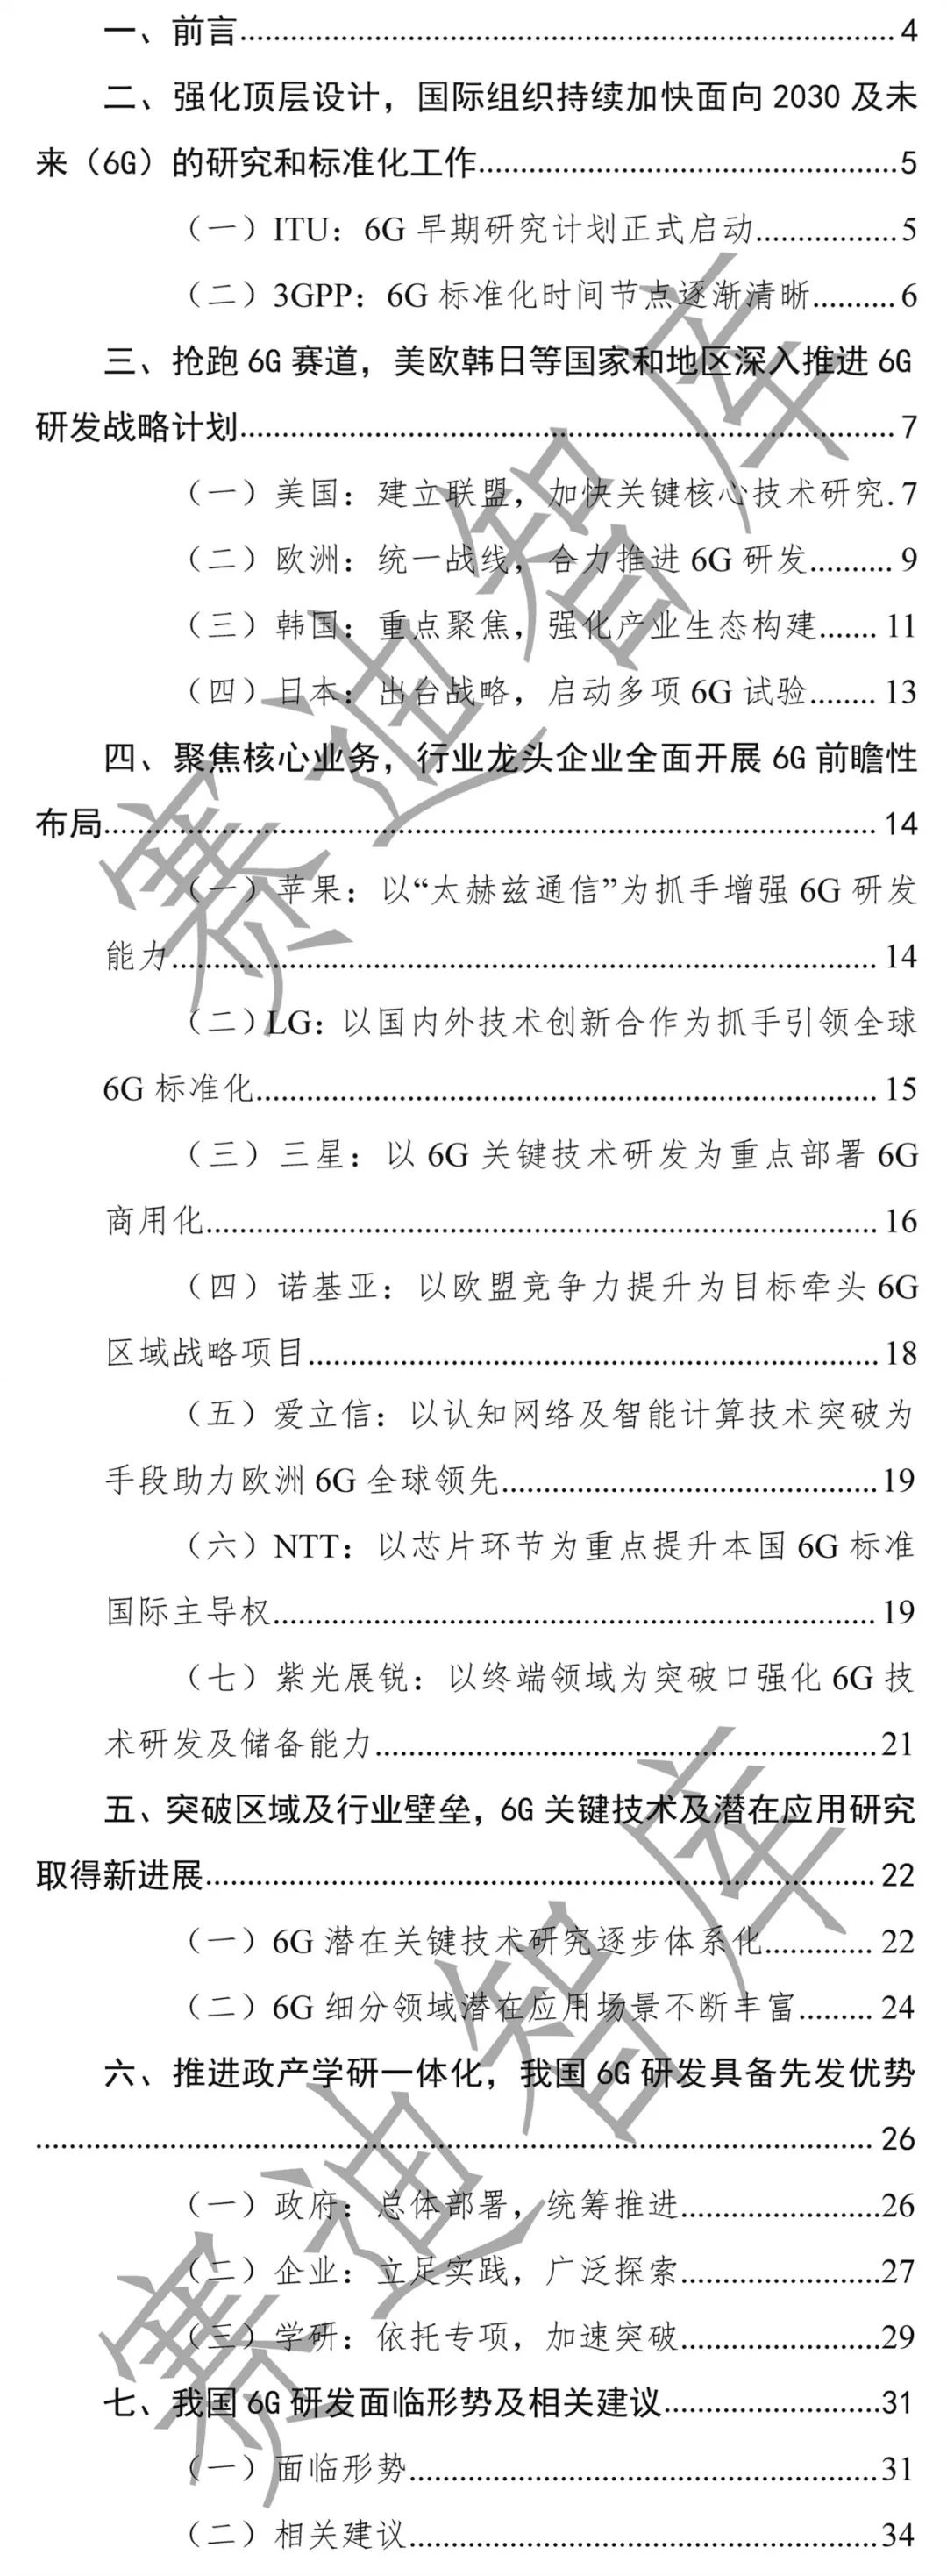 一、前言........4
二、强化顶层设计，国际组织持续加快面向 2030 及未
来（6G）的研究和标准化工作........5
（一）ITU：6G 早期研究计划正式启动........5
（二）3GPP：6G 标准化时间节点逐渐清晰........6
三、抢跑 6G 赛道，美欧韩日等国家和地区深入推进 6G
研发战略计划........7
（一）美国：建立联盟，加快关键核心技术研究.7
（二）欧洲：统一战线，合力推进 6G 研发........9
（三）韩国：重点聚焦，强化产业生态构建.......11
（四）日本：出台战略，启动多项 6G 试验........13
四、聚焦核心业务，行业龙头企业全面开展 6G 前瞻性
布局........14
（一）苹果：以“太赫兹通信”为抓手增强 6G 研发
能力........14
（二）LG：以国内外技术创新合作为抓手引领全球
6G 标准化........15
（三）三星：以 6G 关键技术研发为重点部署 6G
商用化........16
（四）诺基亚：以欧盟竞争力提升为目标牵头 6G
区域战略项目........18
（五）爱立信：以认知网络及智能计算技术突破为
手段助力欧洲 6G 全球领先........19
（六）NTT：以芯片环节为重点提升本国 6G 标准
国际主导权........19
（七）紫光展锐：以终端领域为突破口强化 6G 技
术研发及储备能力........21
五、突破区域及行业壁垒，6G 关键技术及潜在应用研究
取得新进展........22
（一）6G 潜在关键技术研究逐步体系化........22
（二）6G 细分领域潜在应用场景不断丰富........24
六、推进政产学研一体化，我国 6G 研发具备先发优势
........26
（一）政府：总体部署，统筹推进........26
（二）企业：立足实践，广泛探索........27
（三）学研：依托专项，加速突破........29
七、我国 6G 研发面临形势及相关建议........31
（一）面临形势........31
（二）相关建议........34
赛迪智库
赛迪智库